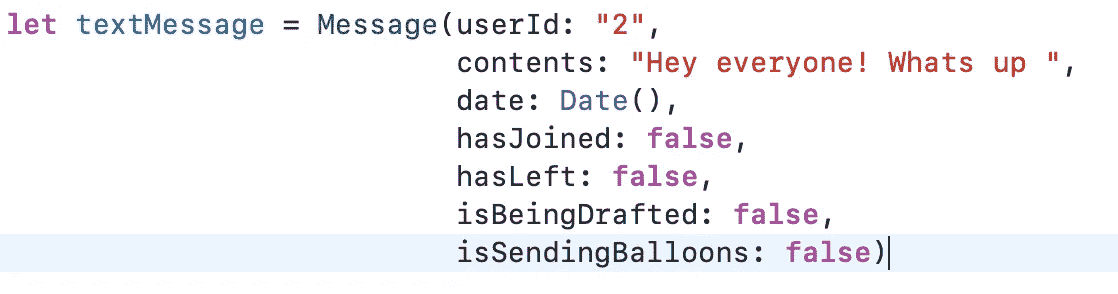 let textMessage = Message(userId: "2",
contents: "Hey everyone! Whats up ",
date: Date(),
hasJoined: false,
hasLeft: false,
isBeingDrafted: false,
isSendingBalloons: false)